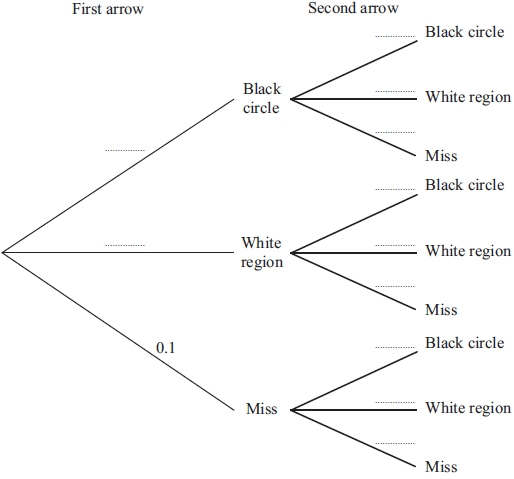 First arrow
Second arrow
Black circle
White region
Miss
Black
circle
Black circle
White region
Miss
White
region
0.1
Black circle
White region
Miss
Miss